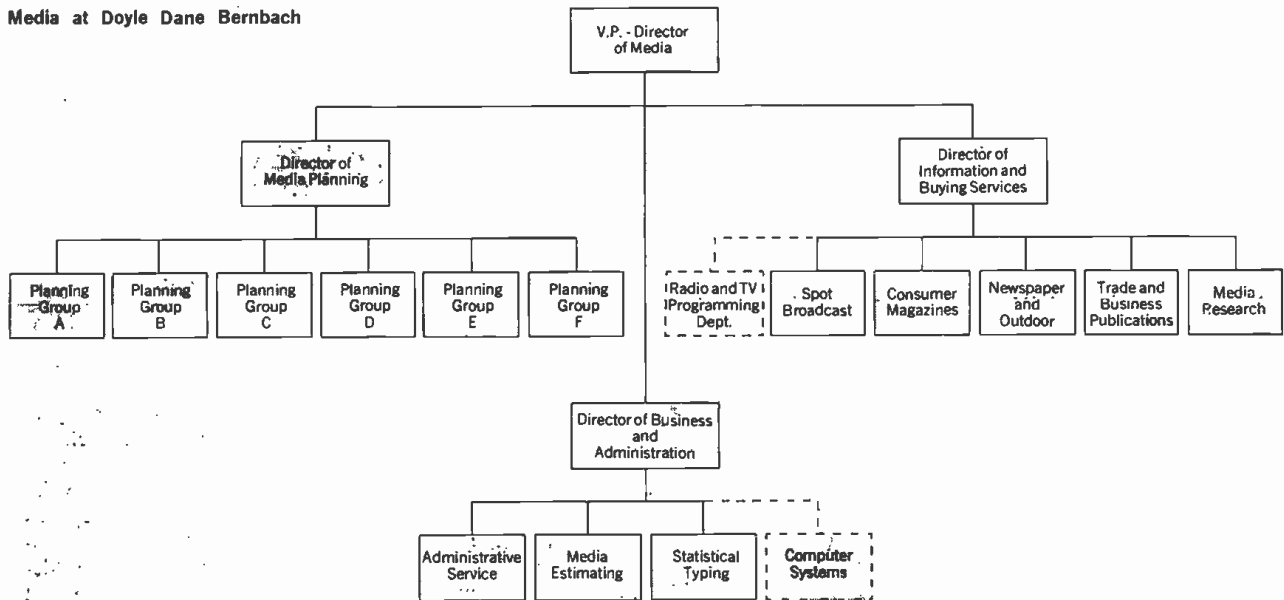 Media at Doyle Dane Bernbach
V.P. - Director
of Media
Director of
Media Planning
Director of
Information and
Buying Services
Planning
Group
A
Planning
Group
B
Planning
Group
C
Planning
Group
D
Planning
Group
E
Planning
Group
F
Radio and TV
Programming
Dept.
Spot
Broadcast
Consumer
Magazines
Newspaper
and
Outdoor
Trade and
Business
Publications
Media
Research
Director of Business
and
Administration
Administrative
Service
Media
Estimating
Statistical
Typing
Computer
Systems